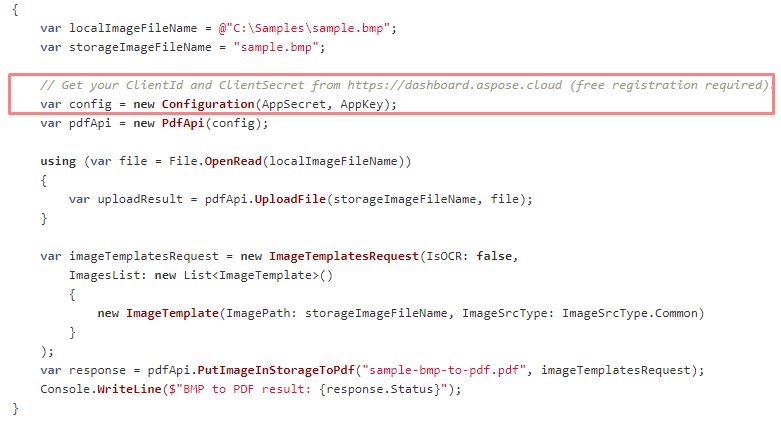 {
    var localImageFileName = @"C:\Samples\sample.bmp";
    var storageImageFileName = "sample.bmp";

    // Get your ClientId and ClientSecret from https://dashboard.aspose.cloud (free registration required).
    var config = new Configuration(AppSecret, AppKey);
    var pdfApi = new PdfApi(config);

    using (var file = File.OpenRead(localImageFileName))
    {
        var uploadResult = pdfApi.UploadFile(storageImageFileName, file);
    }

    var imageTemplatesRequest = new ImageTemplatesRequest(IsOCR: false,
        ImagesList: new List<ImageTemplate>()
        {
            new ImageTemplate(ImagePath: storageImageFileName, ImageSrcType: ImageSrcType.Common)
        }
    );
    var response = pdfApi.PutImageInStorageToPdf("sample-bmp-to-pdf.pdf", imageTemplatesRequest);
    Console.WriteLine($"BMP to PDF result: {response.Status}");
}